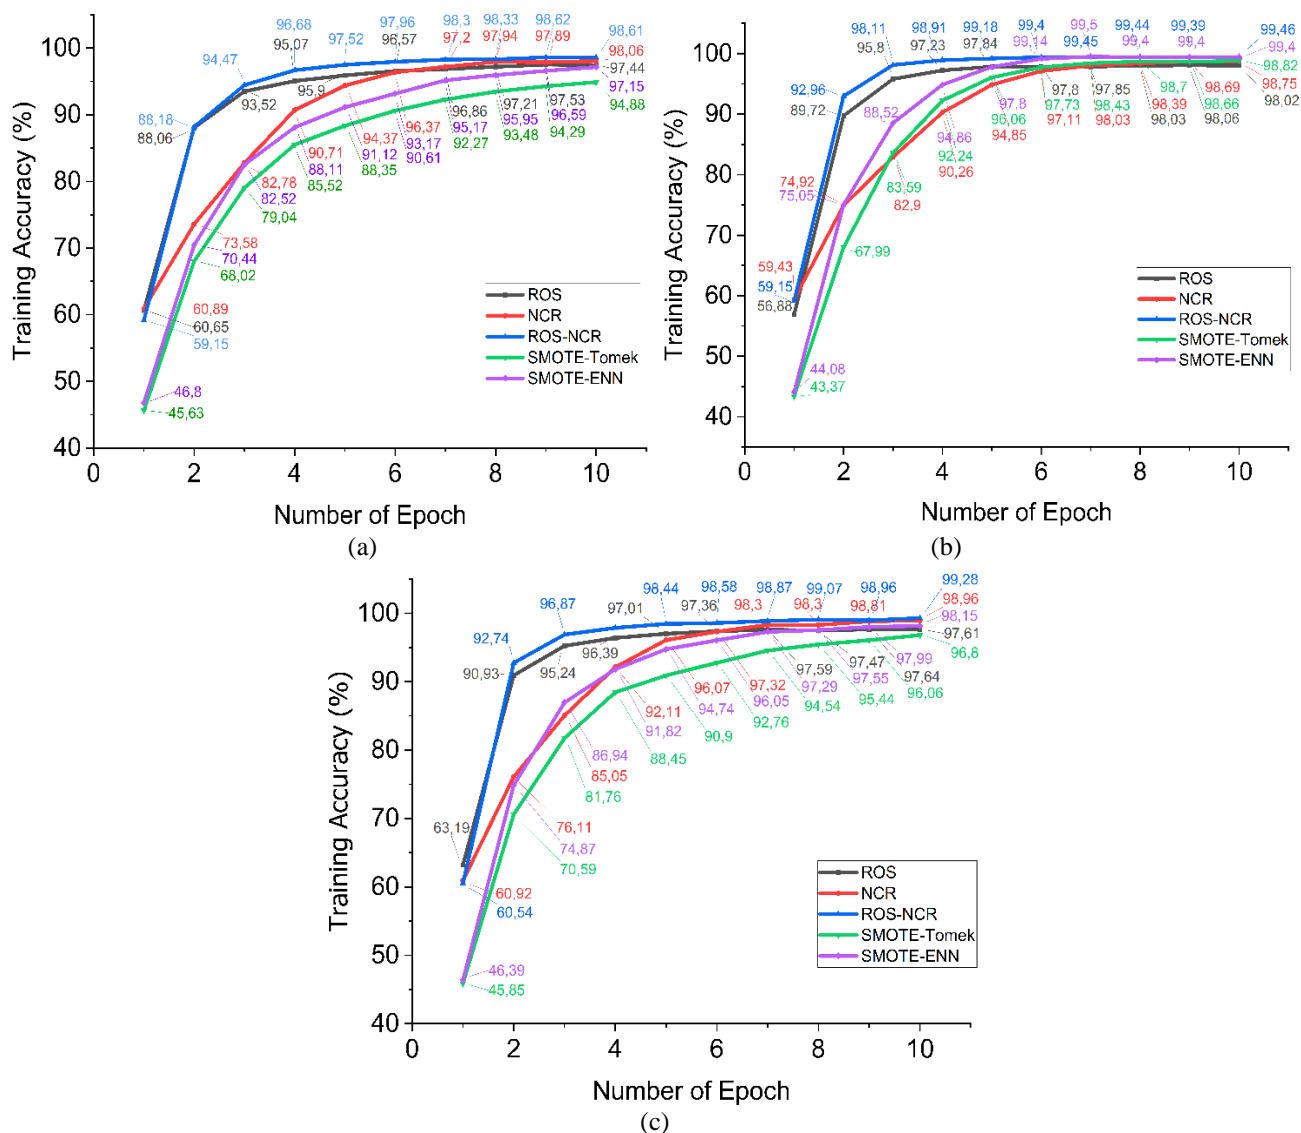 96,68 97,96 98,3 98,33 98,62 98,61
94,47 95,07 97,52 96,57 97,2 97,94 97,89 98,06
97,44
97,15
94,88
88,18
88,06
93,52 95,9 96,86 97,21 97,53
90,71 94,37 96,37 95,17 95,95 96,59
82,78 88,11 91,12 93,17 92,27 93,48 94,29
82,52 85,52 88,35 90,61
79,04
73,58
70,44
68,02
60,89
60,65
59,15
46,8
45,63
100
90
80
70
60
50
40
Training Accuracy (%)
ROS
NCR
ROS-NCR
SMOTE-Tomek
SMOTE-ENN
0 2 4 6 8 10
Number of Epoch
(a)
98,11 98,91 99,18 99,4 99,5 99,44 99,39 99,46
95,8 97,23 97,84 99,14 99,45 99,4 99,4 99,4
98,82
98,75
98,02
92,96
89,72
88,52 97,8 97,8 97,85 98,7 98,69
94,86 96,06 97,73 98,43 98,39 98,66
92,24 94,85 97,11 98,03 98,03 98,06
90,26
83,59
82,9
74,92
75,05
67,99
59,43
59,15
56,88
44,08
43,37
100
90
80
70
60
50
40
Training Accuracy (%)
ROS
NCR
ROS-NCR
SMOTE-Tomek
SMOTE-ENN
0 2 4 6 8 10
Number of Epoch
(b)
96,87 97,01 98,44 98,58 98,87 99,07 98,96 99,28
92,74 97,36 98,3 98,3 98,81 98,96
98,15
97,61
96,8
90,93 95,24 96,39 97,59 97,47 97,99
92,11 96,07 97,32 97,29 97,55 97,64
91,82 94,74 96,05 94,54 95,44 96,06
86,94 88,45 90,9 92,76
85,05
81,76
76,11
74,87
70,59
63,19
60,92
60,54
46,39
45,85
100
90
80
70
60
50
40
Training Accuracy (%)
ROS
NCR
ROS-NCR
SMOTE-Tomek
SMOTE-ENN
0 2 4 6 8 10
Number of Epoch
(c)